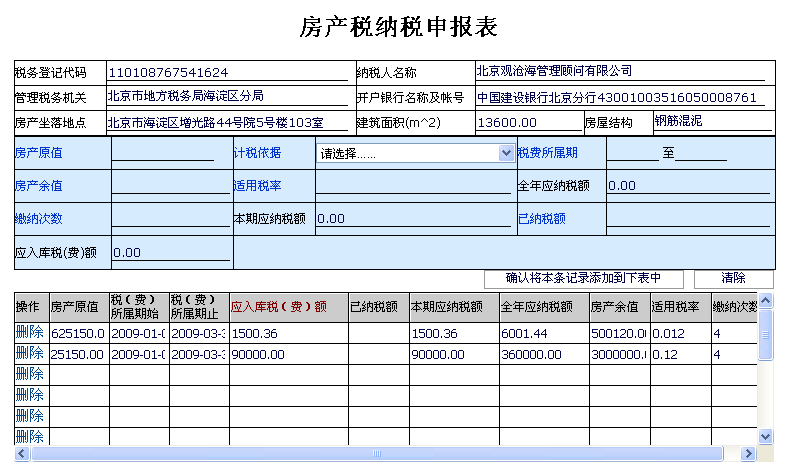 房产税纳税申报表
税务登记代码 110108767541624 纳税人名称 北京观沧海管理顾问有限公司
管理税务机关 北京市地方税务局海淀区分局 开户银行名称及帐号 中国建设银行北京分行43001003516050008761
房产坐落地点 北京市海淀区增光路44号院5号楼103室 建筑面积(m^2) 13600.00 房屋结构 钢筋混泥
房产原值 计税依据 请选择...... 税费所属期 至
房产余值 适用税率 全年应纳税额 0.00
缴纳次数 本期应纳税额 0.00 已纳税额
应入库税(费)额 0.00
确认将本条记录添加到下表中 清除
操作 房产原值 税（费）所属期始 税（费）所属期止 应入库税（费）额 已纳税额 本期应纳税额 全年应纳税额 房产余值 适用税率 缴纳次数
删除 625150.0 2009-01-0 2009-03-3 1500.36 1500.36 6001.44 500120.0 0.012 4
删除 25150.00 2009-01-0 2009-03-3 90000.00 90000.00 360000.00 3000000. 0.12 4
删除
删除
删除
删除